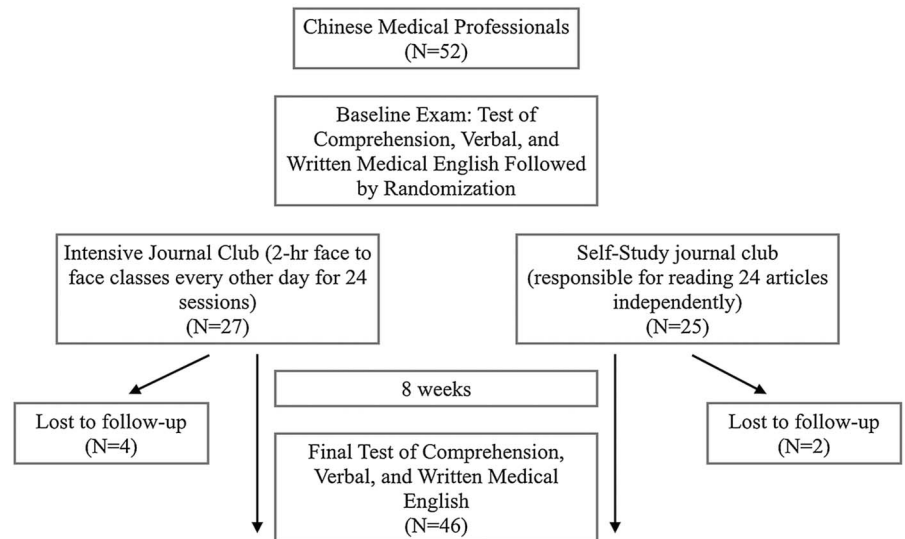 Chinese Medical Professionals
(N=52)
Baseline Exam: Test of
Comprehension, Verbal, and
Written Medical English Followed
by Randomization
Intensive Journal Club (2-hr face to
face classes every other day for 24
sessions)
(N=27)
Self-Study journal club
(responsible for reading 24 articles
independently)
(N=25)
8 weeks
Lost to follow-up
(N=4)
Lost to follow-up
(N=2)
Final Test of Comprehension,
Verbal, and Written Medical
English
(N=46)